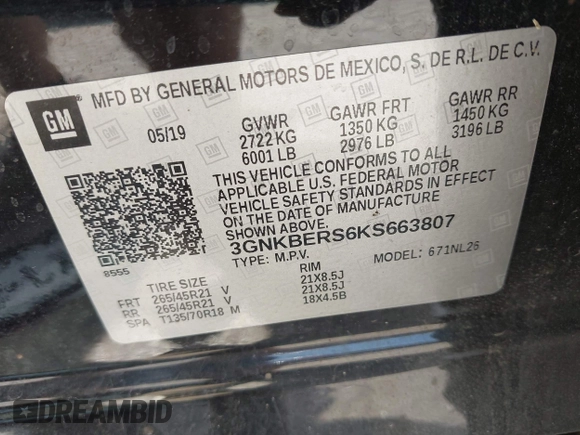 GM
MFD BY GENERAL MOTORS DE MEXICO, S. DE R.L. DE C.V.
05/19
GVWR
2722 KG
6001 LB
GAWR FRT
1350 KG
2976 LB
GAWR RR
1450 KG
3196 LB
THIS VEHICLE CONFORMS TO ALL
APPLICABLE U.S. FEDERAL MOTOR
VEHICLE SAFETY STANDARDS IN EFFECT
ON THE DATE OF MANUFACTURE
SHOWN ABOVE.
3GNKBERS6KS663807
TYPE: M.P.V.
MODEL: 671NL26
8555
TIRE SIZE
RIM
FRT 265/45R21 V 21X8.5J
RR 265/45R21 V 21X8.5J
SPA T135/70R18 M 18X4.5B
DREAMBID